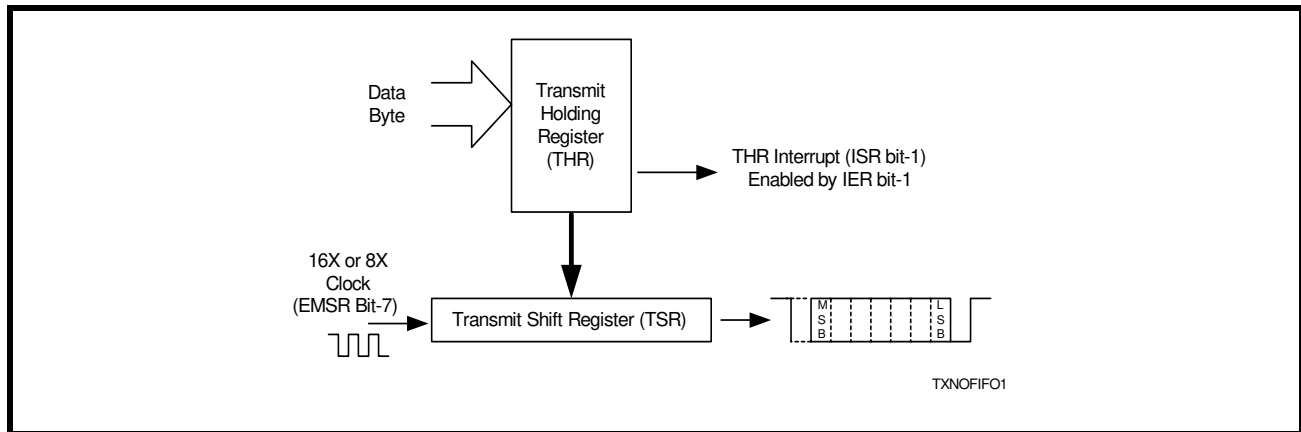 Data
Byte
Transmit
Holding
Register
(THR)
THR Interrupt (ISR bit-1)
Enabled by IER bit-1
16X or 8X
Clock
(EMSR Bit-7)
Transmit Shift Register (TSR)
M
S
B
L
S
B
TXNOFIFO1